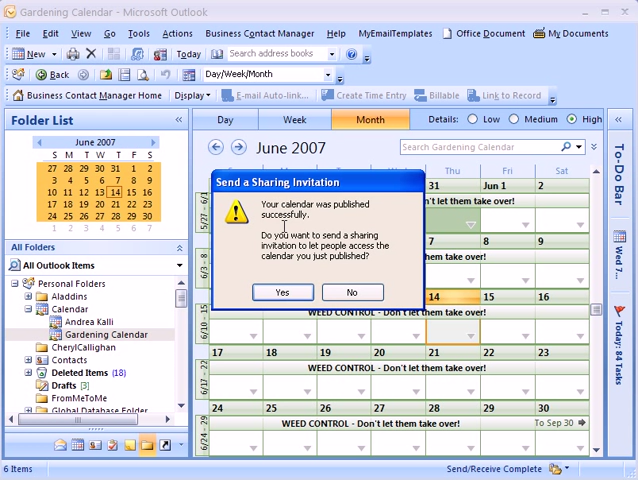 Gardening Calendar - Microsoft Outlook
File Edit View Go Tools Actions Business Contact Manager Help MyEmailTemplates Office Document My Documents
New Today Search address books
Back Day/Week/Month
Business Contact Manager Home Display E-mail Auto-link... Create Time Entry Billable Link to Record
Folder List «
June 2007
S M T W T F S
27 28 29 30 31 1 2
3 4 5 6 7 8 9
10 11 12 13 14 15 16
17 18 19 20 21 22 23
24 25 26 27 28 29 30
All Folders
All Outlook Items
Personal Folders
Aladdins
Calendar
Andrea Kalli
Gardening Calendar
CherylCallighan
Contacts
Deleted Items (18)
Drafts [3]
FromMeToMe
Global Database Folder
Day Week Month Details: Low Medium High
June 2007 Search Gardening Calendar
Thu Fri Sat
5/27 - 6/1
31 Jun 1 2
n't let them take over!
6/3 - 8
7 8 9
n't let them take over!
6/10 - 15
14 15 16
WEED CONTROL - Don't let them take over!
6/17 - 22
17 18 19 20 21 22 23
WEED CONTROL - Don't let them take over!
6/24 - 29
24 25 26 27 28 29 30
WEED CONTROL - Don't let them take over! To Sep 30
Send a Sharing Invitation
Your calendar was published
successfully.
Do you want to send a sharing
invitation to let people access the
calendar you just published?
Yes No
«
To-Do Bar
Wed 7...
Today: 84 Tasks
6 Items Send/Receive Complete